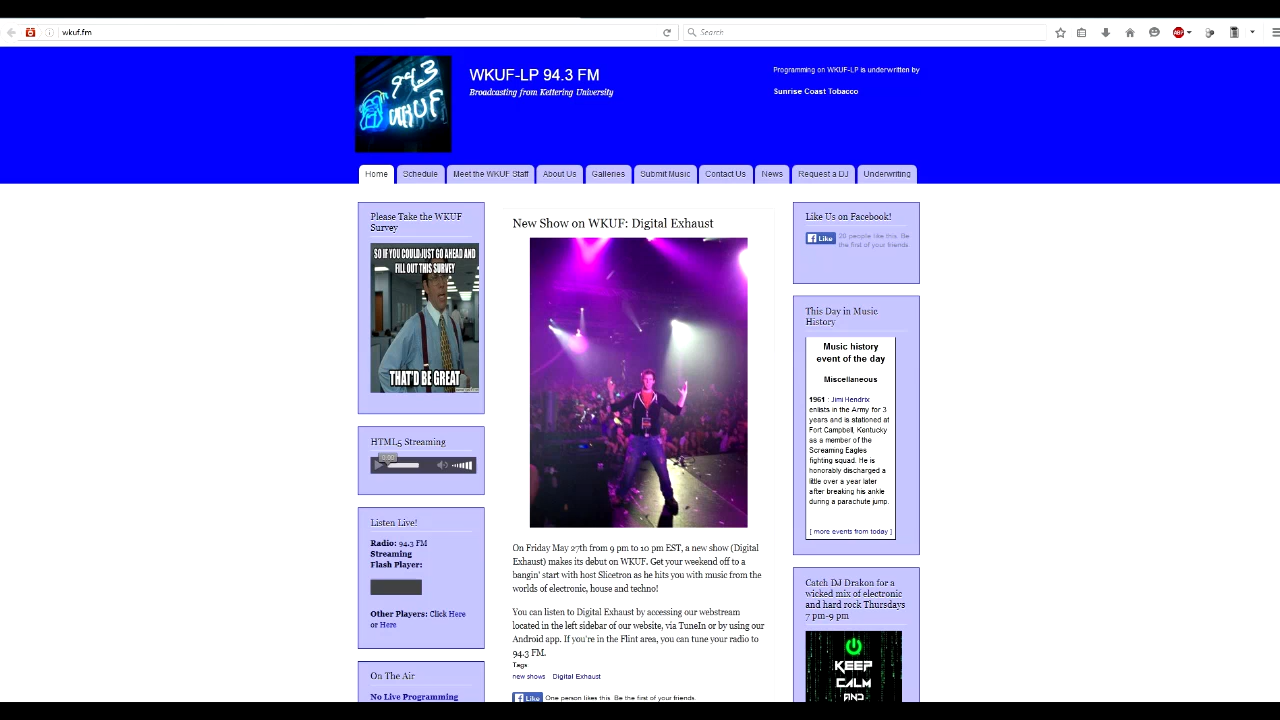 wkuf.fm
Search
94.3
WKUF
WKUF-LP 94.3 FM
Broadcasting from Kettering University
Programming on WKUF-LP is underwritten by
Sunrise Coast Tobacco
Home
Schedule
Meet the WKUF Staff
About Us
Galleries
Submit Music
Contact Us
News
Request a DJ
Underwriting
Please Take the WKUF
Survey
SO IF YOU COULD JUST GO AHEAD AND
FILL OUT THIS SURVEY
THAT'D BE GREAT
HTML5 Streaming
0:00
Listen Live!
Radio: 94.3 FM
Streaming
Flash Player:
Other Players: Click Here
or Here
On The Air
No Live Programming
New Show on WKUF: Digital Exhaust
On Friday May 27th from 9 pm to 10 pm EST, a new show (Digital
Exhaust) makes its debut on WKUF. Get your weekend off to a
bangin' start with host Slicetron as he hits you with music from the
worlds of electronic, house and techno!
You can listen to Digital Exhaust by accessing our webstream
located in the left sidebar of our website, via TuneIn or by using our
Android app. If you're in the Flint area, you can tune your radio to
94.3 FM.
Tags
new shows Digital Exhaust
Like One person likes this. Be the first of your friends.
Like Us on Facebook!
Like 20 people like this. Be
the first of your friends
This Day in Music
History
Music history
event of the day
Miscellaneous
1961 : Jimi Hendrix
enlists in the Army for 3
years and is stationed at
Fort Campbell, Kentucky
as a member of the
Screaming Eagles
fighting squad. He is
honorably discharged a
little over a year later
after breaking his ankle
during a parachute jump.
[ more events from today ]
Catch DJ Drakon for a
wicked mix of electronic
and hard rock Thursdays
7 pm-9 pm
KEEP
CALM
AND